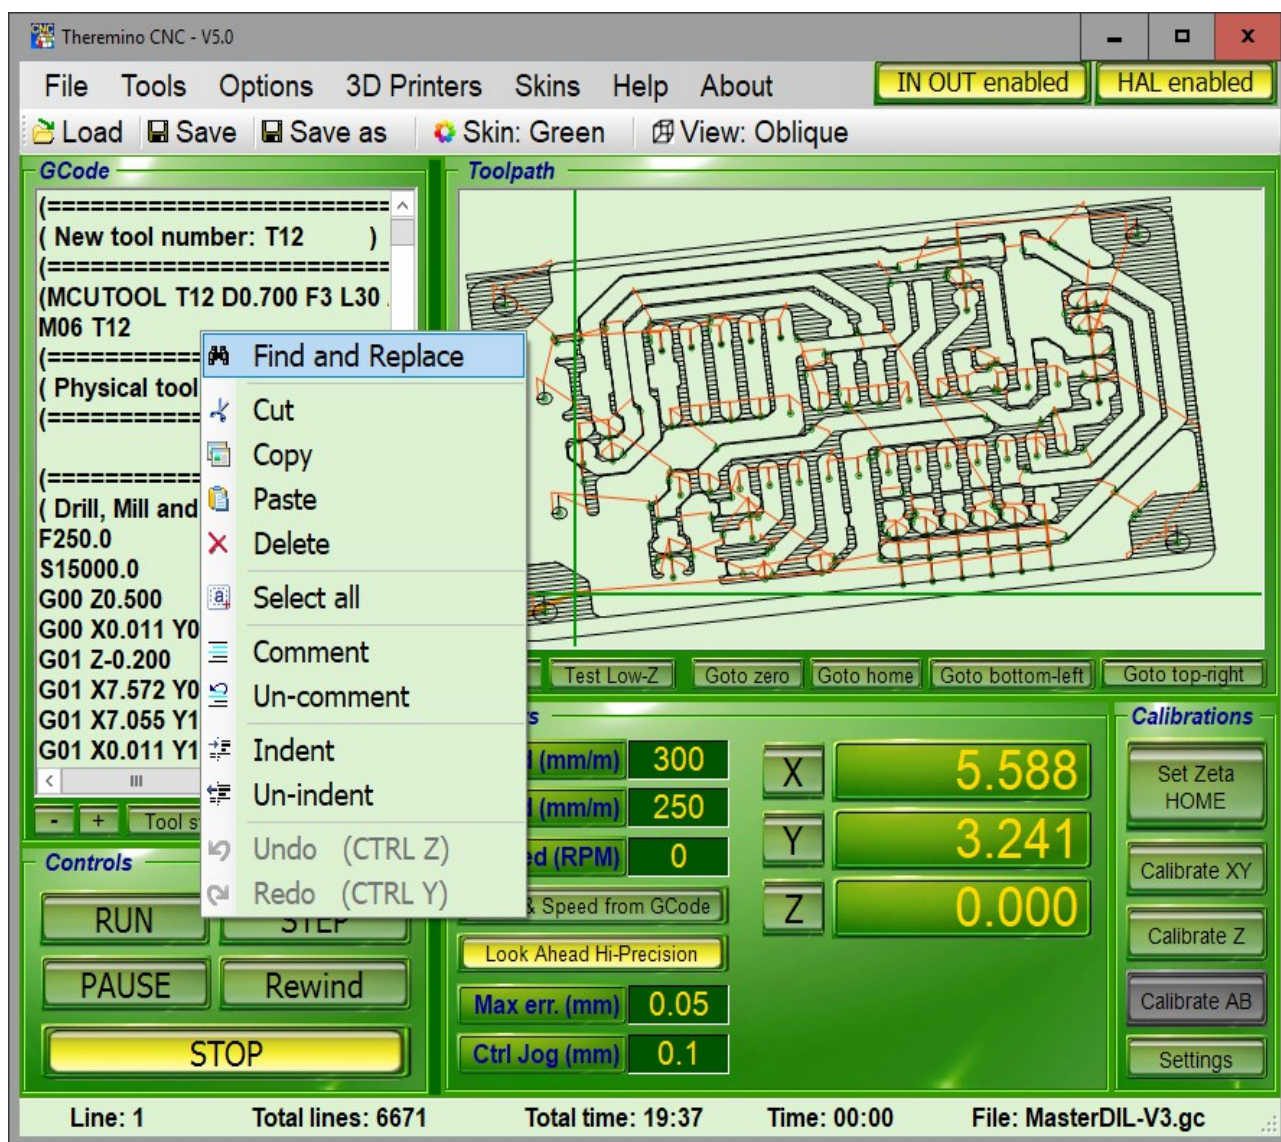 Theremino CNC - V5.0
File Tools Options 3D Printers Skins Help About IN OUT enabled HAL enabled
Load Save Save as Skin: Green View: Oblique
GCode
(========================
( New tool number: T12 )
(========================
(MCUTOOL T12 D0.700 F3 L30
M06 T12
(===========
( Physical tool
(===========
(===========
( Drill, Mill and
F250.0
S15000.0
G00 Z0.500
G00 X0.011 Y0
G01 Z-0.200
G01 X7.572 Y0
G01 X7.055 Y1
G01 X0.011 Y1
- + Tool s
Find and Replace
Cut
Copy
Paste
Delete
Select all
Comment
Un-comment
Indent
Un-indent
Undo (CTRL Z)
Redo (CTRL Y)
Toolpath
Test Low-Z Goto zero Goto home Goto bottom-left Goto top-right
Controls
RUN STEP
PAUSE Rewind
STOP
rs
d (mm/m) 300
d (mm/m) 250
ed (RPM) 0
& Speed from GCode
Look Ahead Hi-Precision
Max err. (mm) 0.05
Ctrl Jog (mm) 0.1
X 5.588
Y 3.241
Z 0.000
Calibrations
Set Zeta
HOME
Calibrate XY
Calibrate Z
Calibrate AB
Settings
Line: 1 Total lines: 6671 Total time: 19:37 Time: 00:00 File: MasterDIL-V3.gc